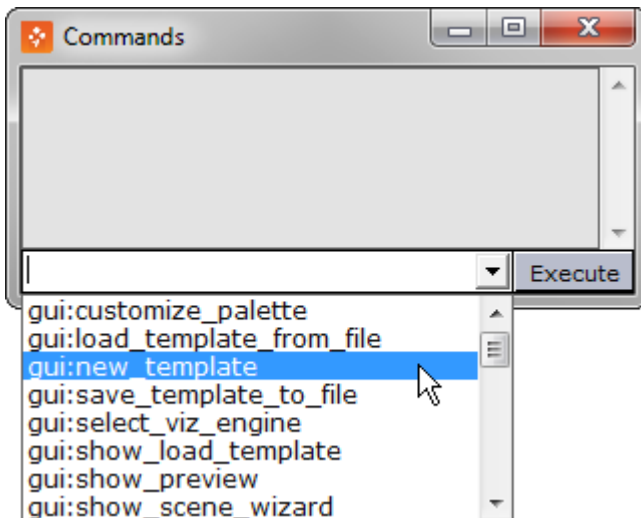 Commands
Execute
gui:customize_palette
gui:load_template_from_file
gui:new_template
gui:save_template_to_file
gui:select_viz_engine
gui:show_load_template
gui:show_preview
gui:show_scene_wizard